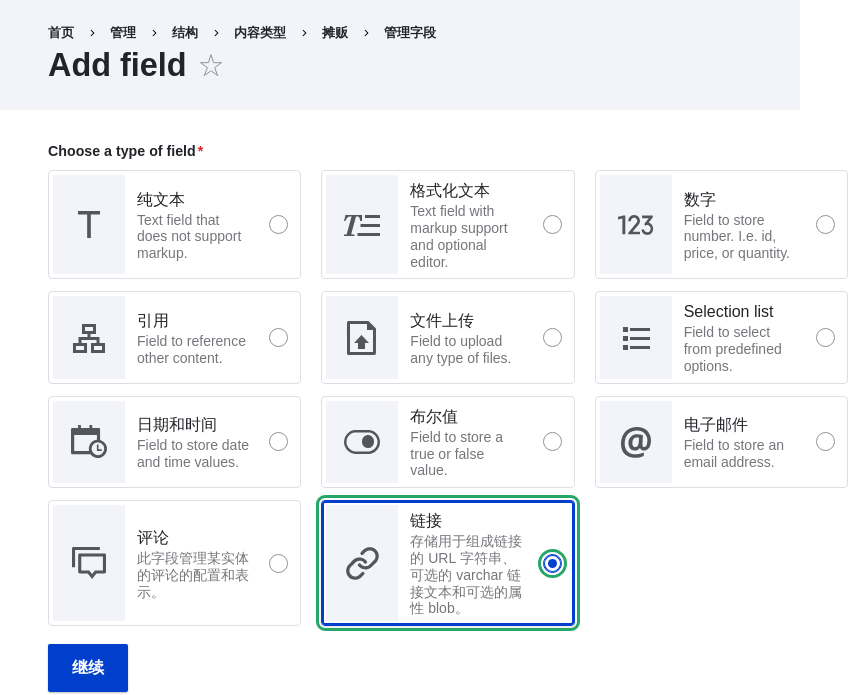 首页 › 管理 › 结构 › 内容类型 › 摊贩 › 管理字段
Add field ☆
Choose a type of field*
纯文本
Text field that
does not support
markup.
格式化文本
Text field with
markup support
and optional
editor.
123
数字
Field to store
number. I.e. id,
price, or quantity.
引用
Field to reference
other content.
文件上传
Field to upload
any type of files.
Selection list
Field to select
from predefined
options.
日期和时间
Field to store date
and time values.
布尔值
Field to store a
true or false
value.
@
电子邮件
Field to store an
email address.
评论
此字段管理某实体
的评论的配置和表
示。
链接
存储用于组成链接
的 URL 字符串、
可选的 varchar 链
接文本和可选的属
性 blob。
继续